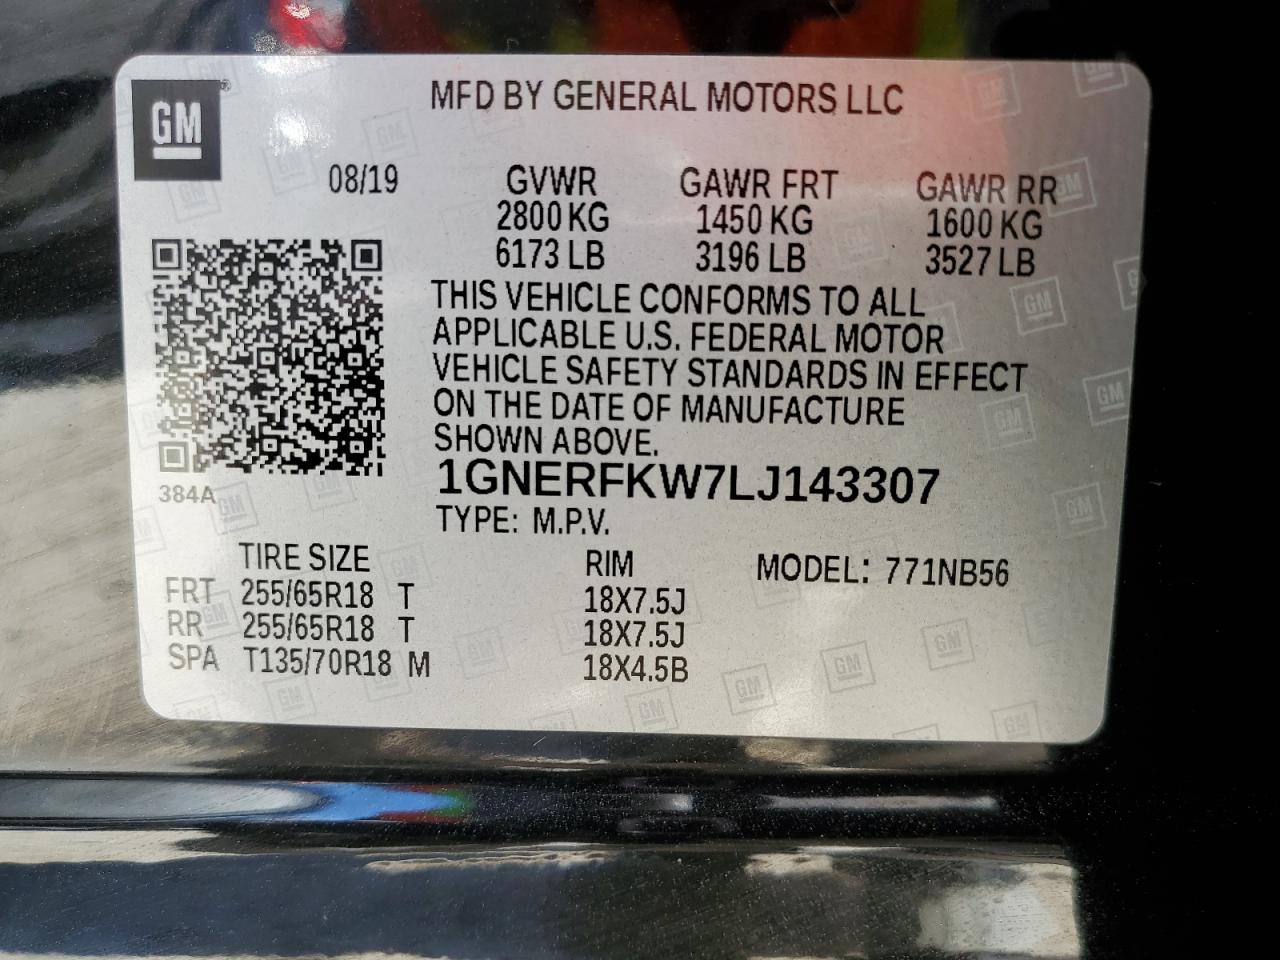 GM®
MFD BY GENERAL MOTORS LLC
08/19 GVWR GAWR FRT GAWR RR
2800 KG 1450 KG 1600 KG
6173 LB 3196 LB 3527 LB
THIS VEHICLE CONFORMS TO ALL
APPLICABLE U.S. FEDERAL MOTOR
VEHICLE SAFETY STANDARDS IN EFFECT
ON THE DATE OF MANUFACTURE
SHOWN ABOVE.
384A
1GNERFKW7LJ143307
TYPE: M.P.V.
TIRE SIZE RIM MODEL: 771NB56
FRT 255/65R18 T 18X7.5J
RR 255/65R18 T 18X7.5J
SPA T135/70R18 M 18X4.5B